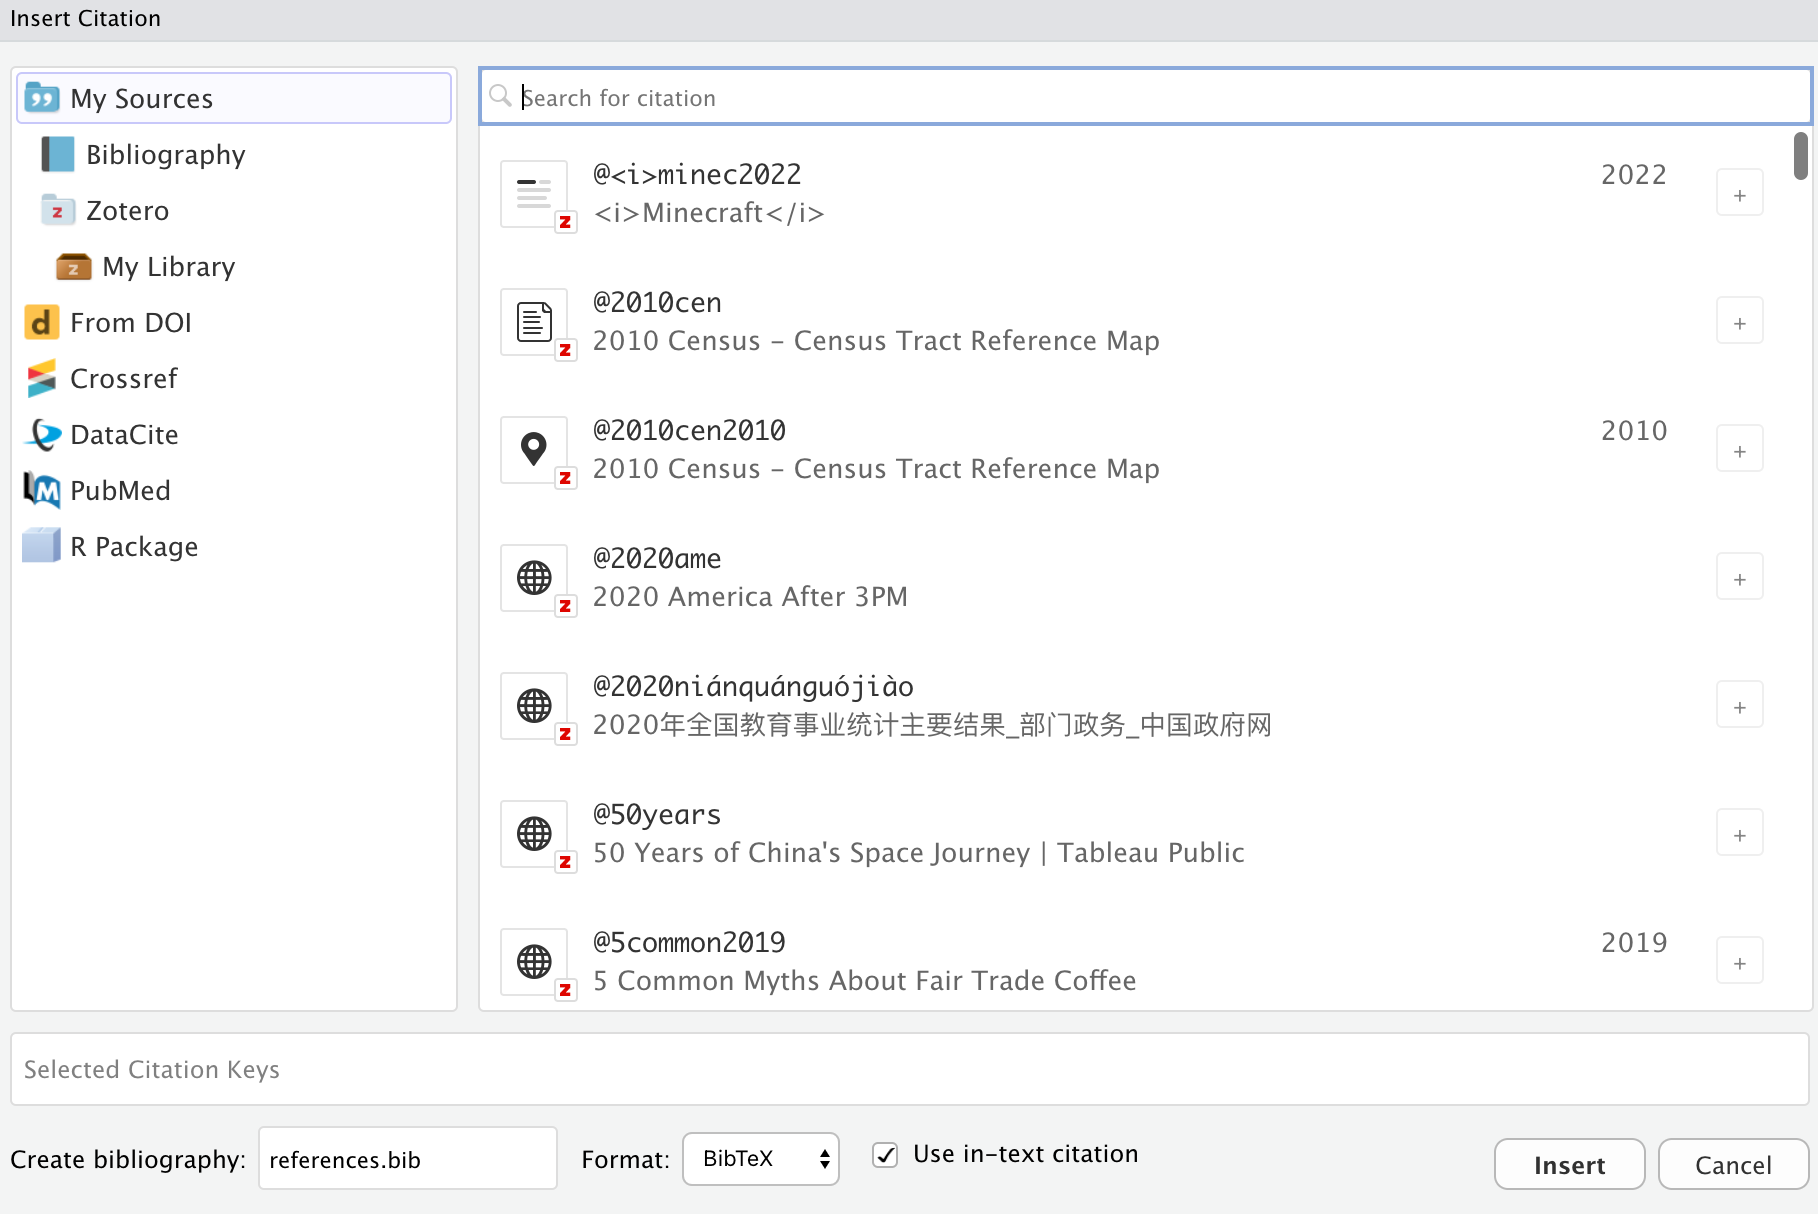 Insert Citation
My Sources
Bibliography
Zotero
My Library
From DOI
Crossref
DataCite
PubMed
R Package
Search for citation
@<i>minec2022 2022
<i>Minecraft</i>
+
@2010cen
2010 Census – Census Tract Reference Map
+
@2010cen2010 2010
2010 Census – Census Tract Reference Map
+
@2020ame
2020 America After 3PM
+
@2020niánquánguójiào
2020年全国教育事业统计主要结果_部门政务_中国政府网
+
@50years
50 Years of China's Space Journey | Tableau Public
+
@5common2019 2019
5 Common Myths About Fair Trade Coffee
+
Selected Citation Keys
Create bibliography: references.bib Format: BibTeX Use in-text citation Insert Cancel